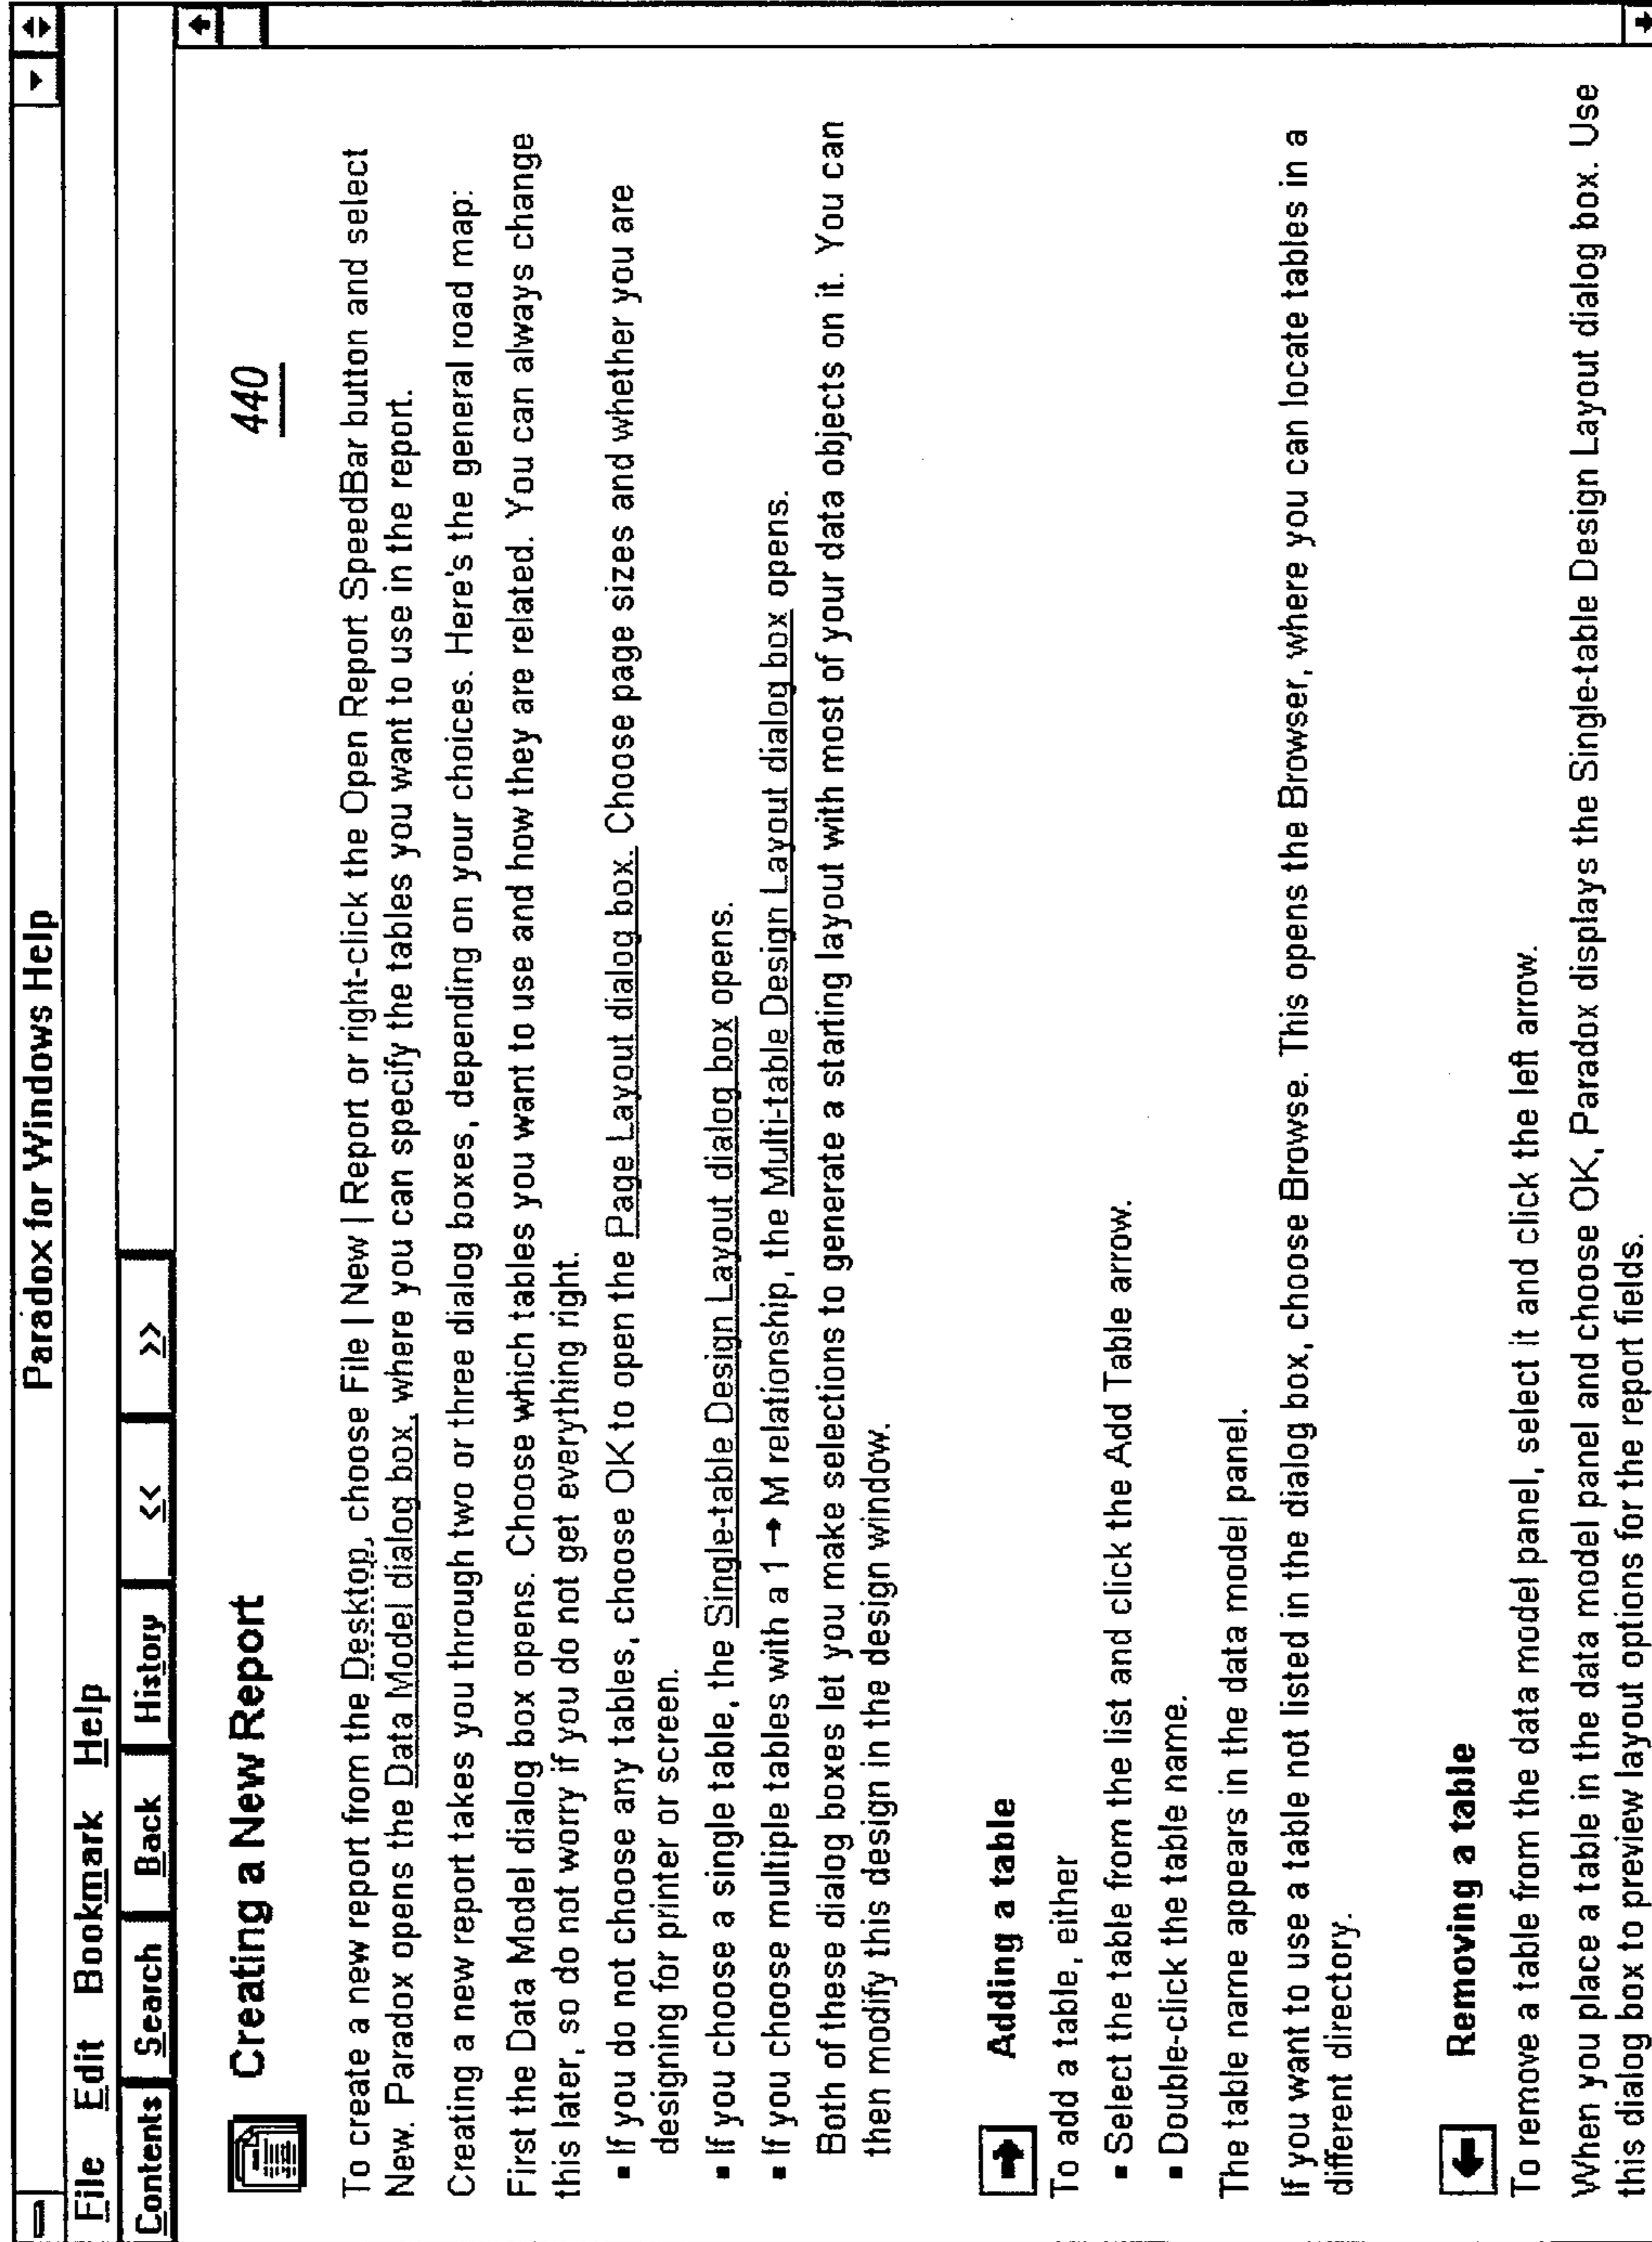 Paradox for Windows Help
File Edit Bookmark Help
Contents Search Back History << >>
Creating a New Report
440
To create a new report from the Desktop, choose File | New | Report or right-click the Open Report SpeedBar button and select
New. Paradox opens the Data Model dialog box, where you can specify the tables you want to use in the report.
Creating a new report takes you through two or three dialog boxes, depending on your choices. Here's the general road map:
First the Data Model dialog box opens. Choose which tables you want to use and how they are related. You can always change
this later, so do not worry if you do not get everything right.
▪ If you do not choose any tables, choose OK to open the Page Layout dialog box. Choose page sizes and whether you are
designing for printer or screen.
▪ If you choose a single table, the Single-table Design Layout dialog box opens.
▪ If you choose multiple tables with a 1 → M relationship, the Multi-table Design Layout dialog box opens.
Both of these dialog boxes let you make selections to generate a starting layout with most of your data objects on it. You can
then modify this design in the design window.
Adding a table
To add a table, either
▪ Select the table from the list and click the Add Table arrow.
▪ Double-click the table name.
The table name appears in the data model panel.
If you want to use a table not listed in the dialog box, choose Browse. This opens the Browser, where you can locate tables in a
different directory.
Removing a table
To remove a table from the data model panel, select it and click the left arrow.
When you place a table in the data model panel and choose OK, Paradox displays the Single-table Design Layout dialog box. Use
this dialog box to preview layout options for the report fields.